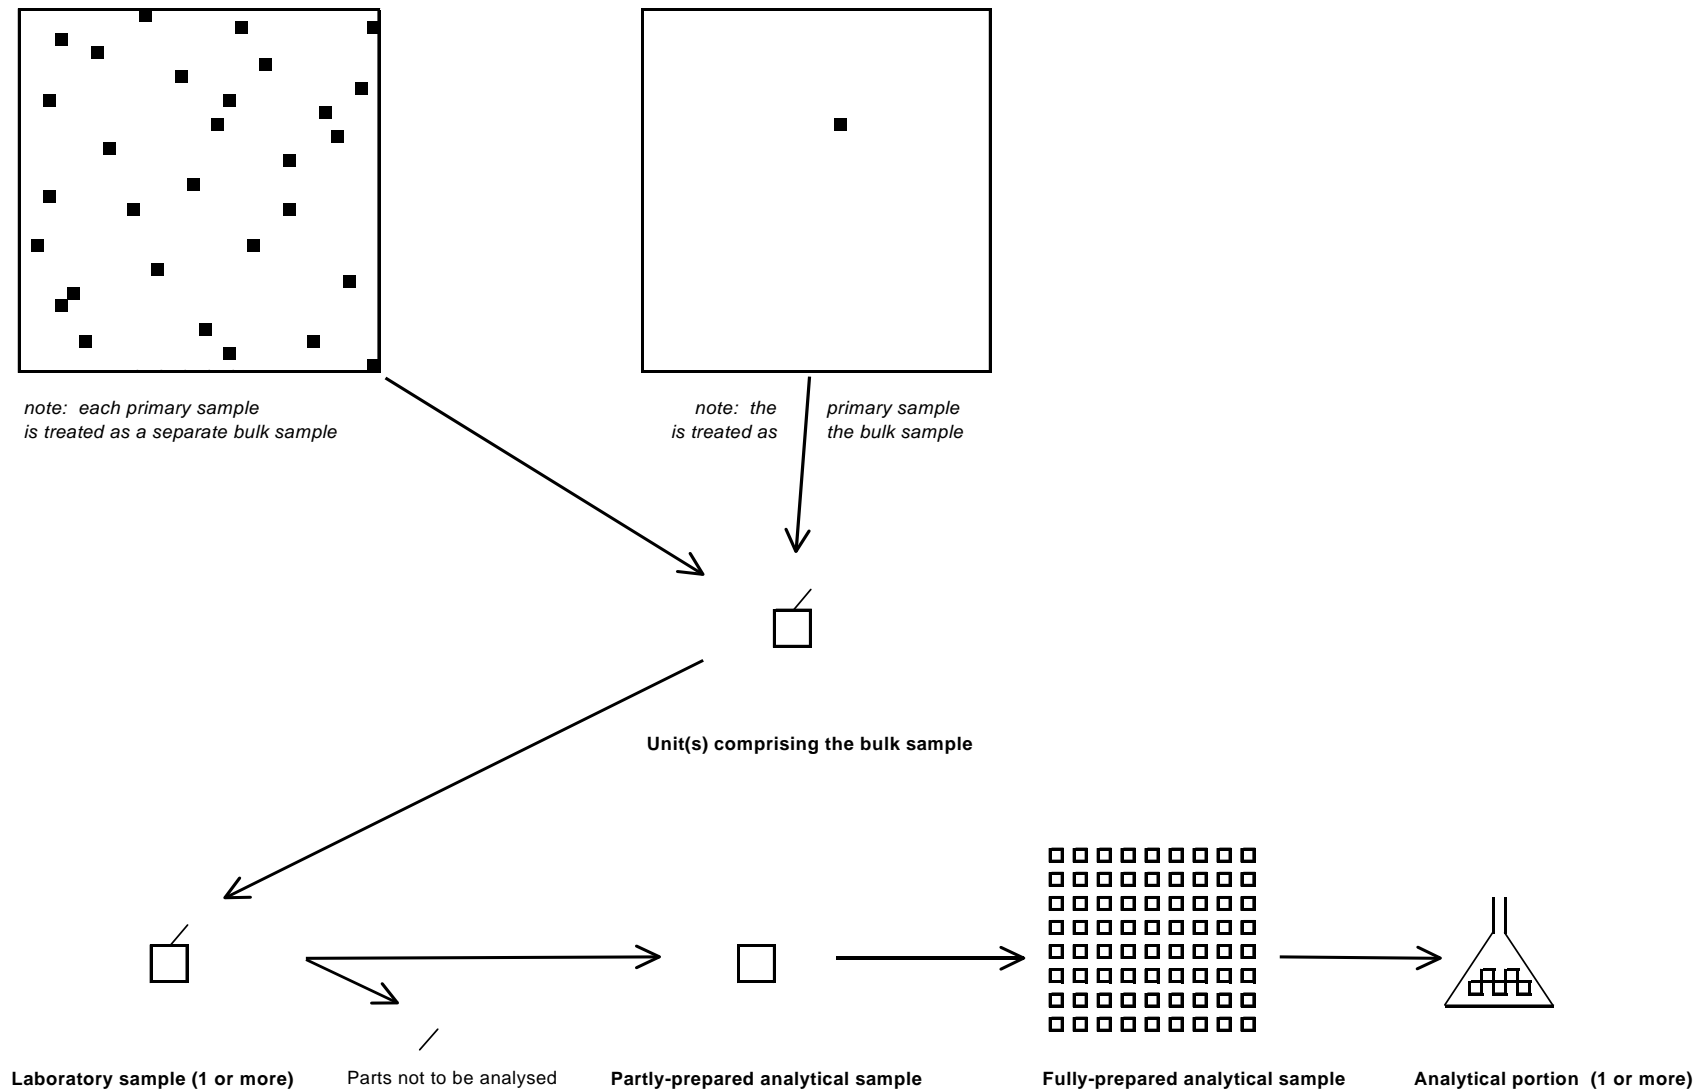 note: each primary sample
is treated as a separate bulk sample
note: the primary sample
is treated as the bulk sample
Unit(s) comprising the bulk sample
Laboratory sample (1 or more)
Parts not to be analysed
Partly-prepared analytical sample
Fully-prepared analytical sample
Analytical portion (1 or more)